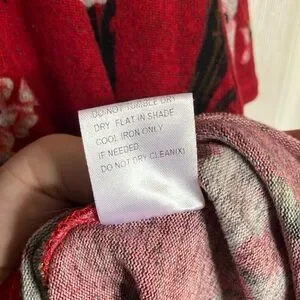 DO NOT TUMBLE DRY
DRY FLAT IN SHADE
COOL IRON ONLY
IF NEEDED
DO NOT DRY CLEAN(X)